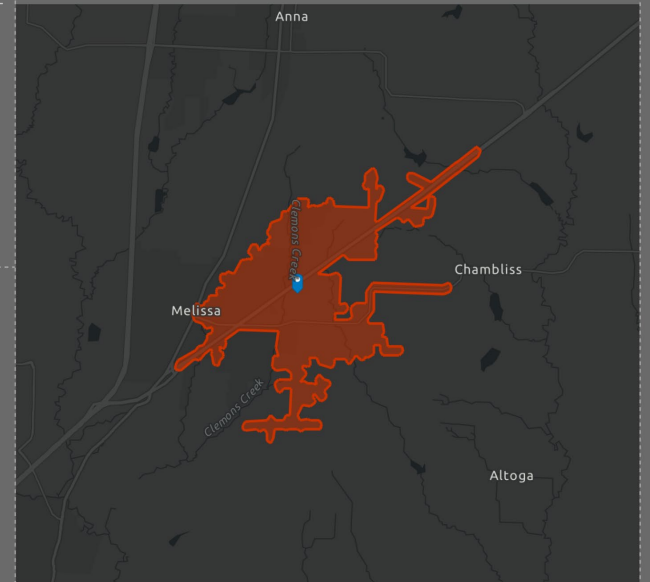 Anna
Clemons Creek
Chambliss
Melissa
Clemons Creek
Altoga